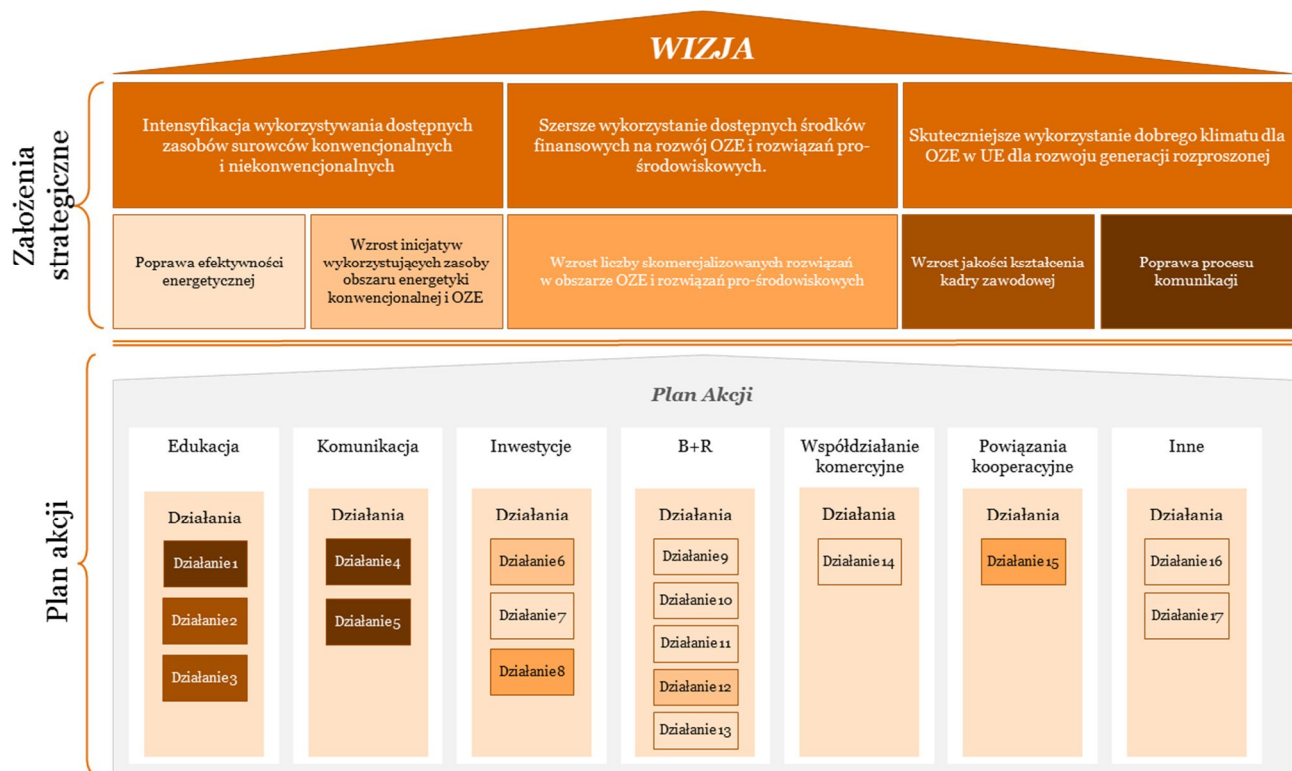 WIZJA
Założenia
strategiczne
Intensyfikacja wykorzystywania dostępnych
zasobów surowców konwencjonalnych
i niekonwencjonalnych
Szersze wykorzystanie dostępnych środków
finansowych na rozwój OZE i rozwiązań pro-
środowiskowych.
Skuteczniejsze wykorzystanie dobrego klimatu dla
OZE w UE dla rozwoju generacji rozproszonej
Poprawa efektywności
energetycznej
Wzrost inicjatyw
wykorzystujących zasoby
obszaru energetyki
konwencjonalnej i OZE
Wzrost liczby skomercjalizowanych rozwiązań
w obszarze OZE i rozwiązań pro-środowiskowych
Wzrost jakości kształcenia
kadry zawodowej
Poprawa procesu
komunikacji
Plan akcji
Plan Akcji
Edukacja
Działania
Działanie 1
Działanie 2
Działanie 3
Komunikacja
Działania
Działanie 4
Działanie 5
Inwestycje
Działania
Działanie 6
Działanie 7
Działanie 8
B+R
Działania
Działanie 9
Działanie 10
Działanie 11
Działanie 12
Działanie 13
Współdziałanie
komercyjne
Działania
Działanie 14
Powiązania
kooperacyjne
Działania
Działanie 15
Inne
Działania
Działanie 16
Działanie 17